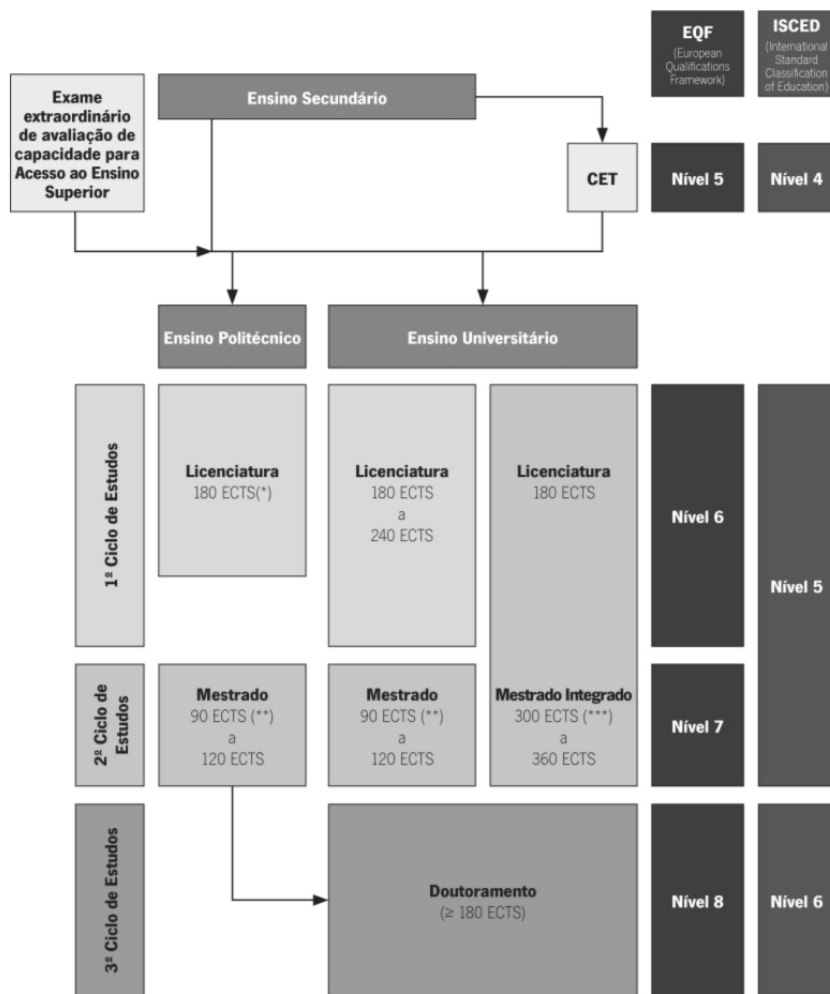 EQF
(European
Qualifications
Framework)
ISCED
(International
Standard
Classification
of Education)
Exame
extraordinário
de avaliação de
capacidade para
Acesso ao Ensino
Superior
Ensino Secundário
CET
Nível 5
Nível 4
Ensino Politécnico
Ensino Universitário
1º Ciclo de Estudos
Licenciatura
180 ECTS(*)
Licenciatura
180 ECTS
a
240 ECTS
Licenciatura
180 ECTS
Nível 6
Nível 5
2º Ciclo de
Estudos
Mestrado
90 ECTS (**)
a
120 ECTS
Mestrado
90 ECTS (**)
a
120 ECTS
Mestrado Integrado
300 ECTS (***)
a
360 ECTS
Nível 7
3º Ciclo de Estudos
Doutoramento
(≥ 180 ECTS)
Nível 8
Nível 6